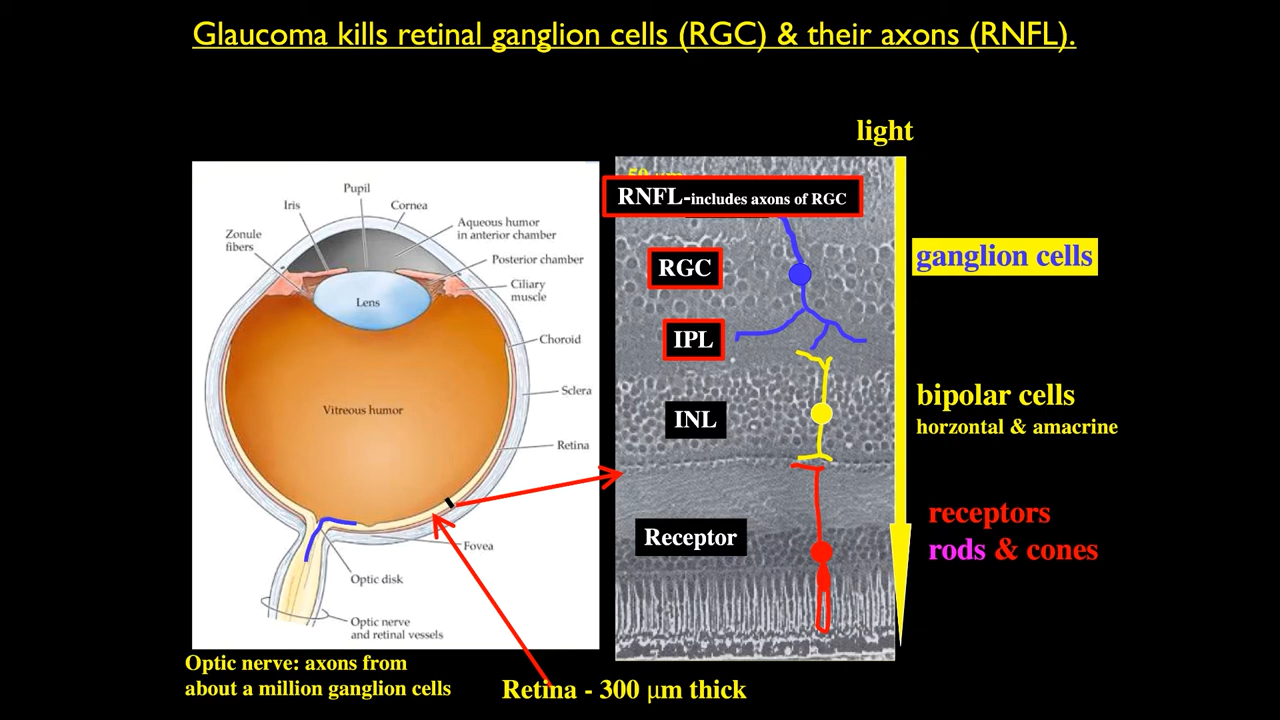 Glaucoma kills retinal ganglion cells (RGC) & their axons (RNFL).
light
Pupil
Iris
Cornea
Zonule
fibers
Aqueous humor
in anterior chamber
Posterior chamber
Ciliary
muscle
Lens
Choroid
Sclera
Vitreous humor
Retina
Fovea
Optic disk
Optic nerve
and retinal vessels
RNFL-includes axons of RGC
RGC
IPL
INL
Receptor
ganglion cells
bipolar cells
horzontal & amacrine
receptors
rods & cones
Optic nerve: axons from
about a million ganglion cells
Retina - 300 μm thick